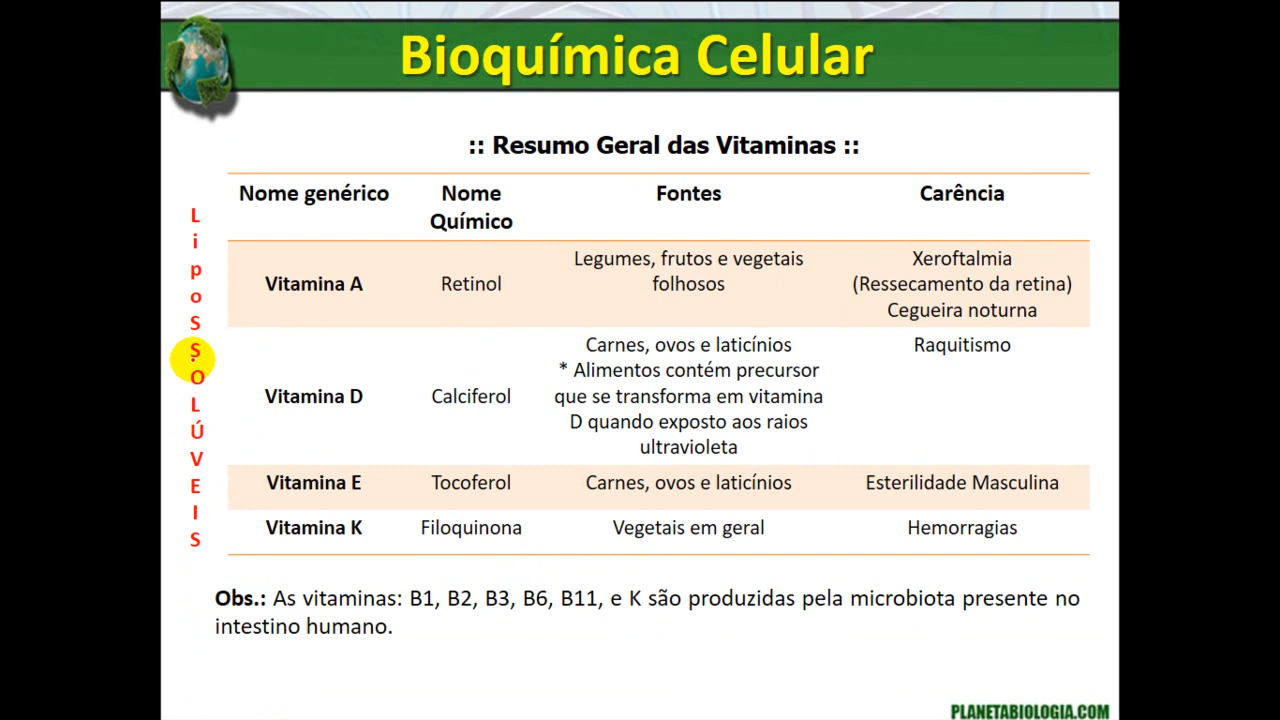 Bioquímica Celular
:: Resumo Geral das Vitaminas ::
Nome genérico
Nome
Químico
Fontes
Carência
LipoSSOLÚVEIS
Vitamina A
Retinol
Legumes, frutos e vegetais
folhosos
Xeroftalmia
(Ressecamento da retina)
Cegueira noturna
Vitamina D
Calciferol
Carnes, ovos e laticínios
* Alimentos contém precursor
que se transforma em vitamina
D quando exposto aos raios
ultravioleta
Raquitismo
Vitamina E
Tocoferol
Carnes, ovos e laticínios
Esterilidade Masculina
Vitamina K
Filoquinona
Vegetais em geral
Hemorragias
Obs.: As vitaminas: B1, B2, B3, B6, B11, e K são produzidas pela microbiota presente no
intestino humano.
PLANETABIOLOGIA.COM